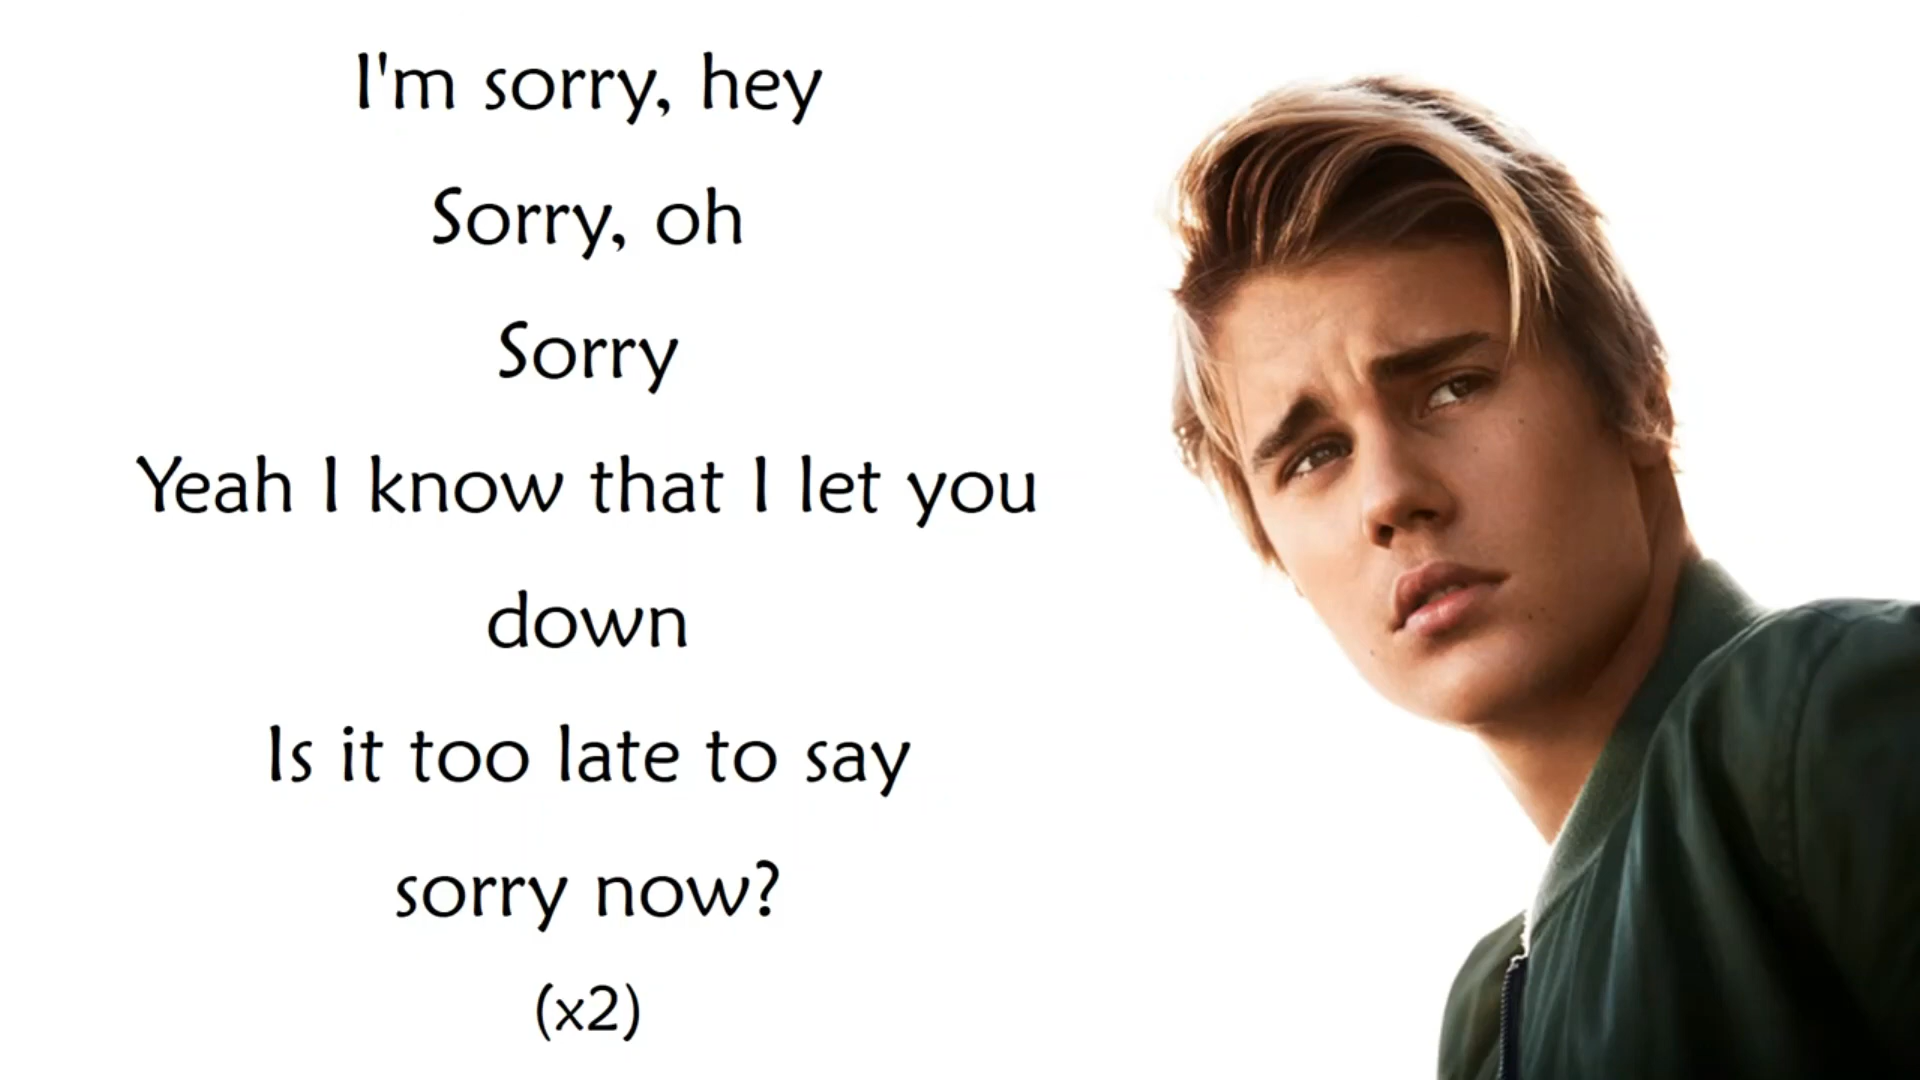 I'm sorry, hey
Sorry, oh
Sorry
Yeah I know that I let you
down
Is it too late to say
sorry now?
(x2)